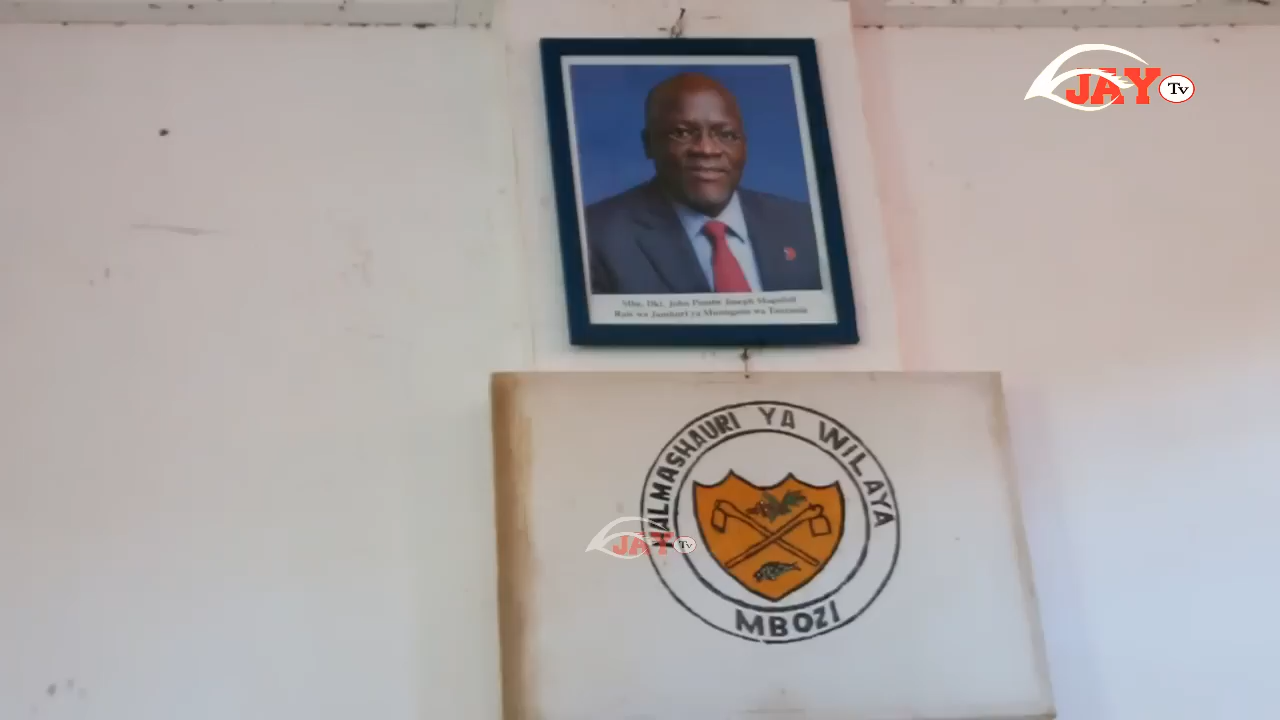 JAY Tv
Mhe. Dkt. John Pombe Joseph Magufuli
Rais wa Jamhuri ya Muungano wa Tanzania
HALMASHAURI YA WILAYA
JAY Tv
MBOZI